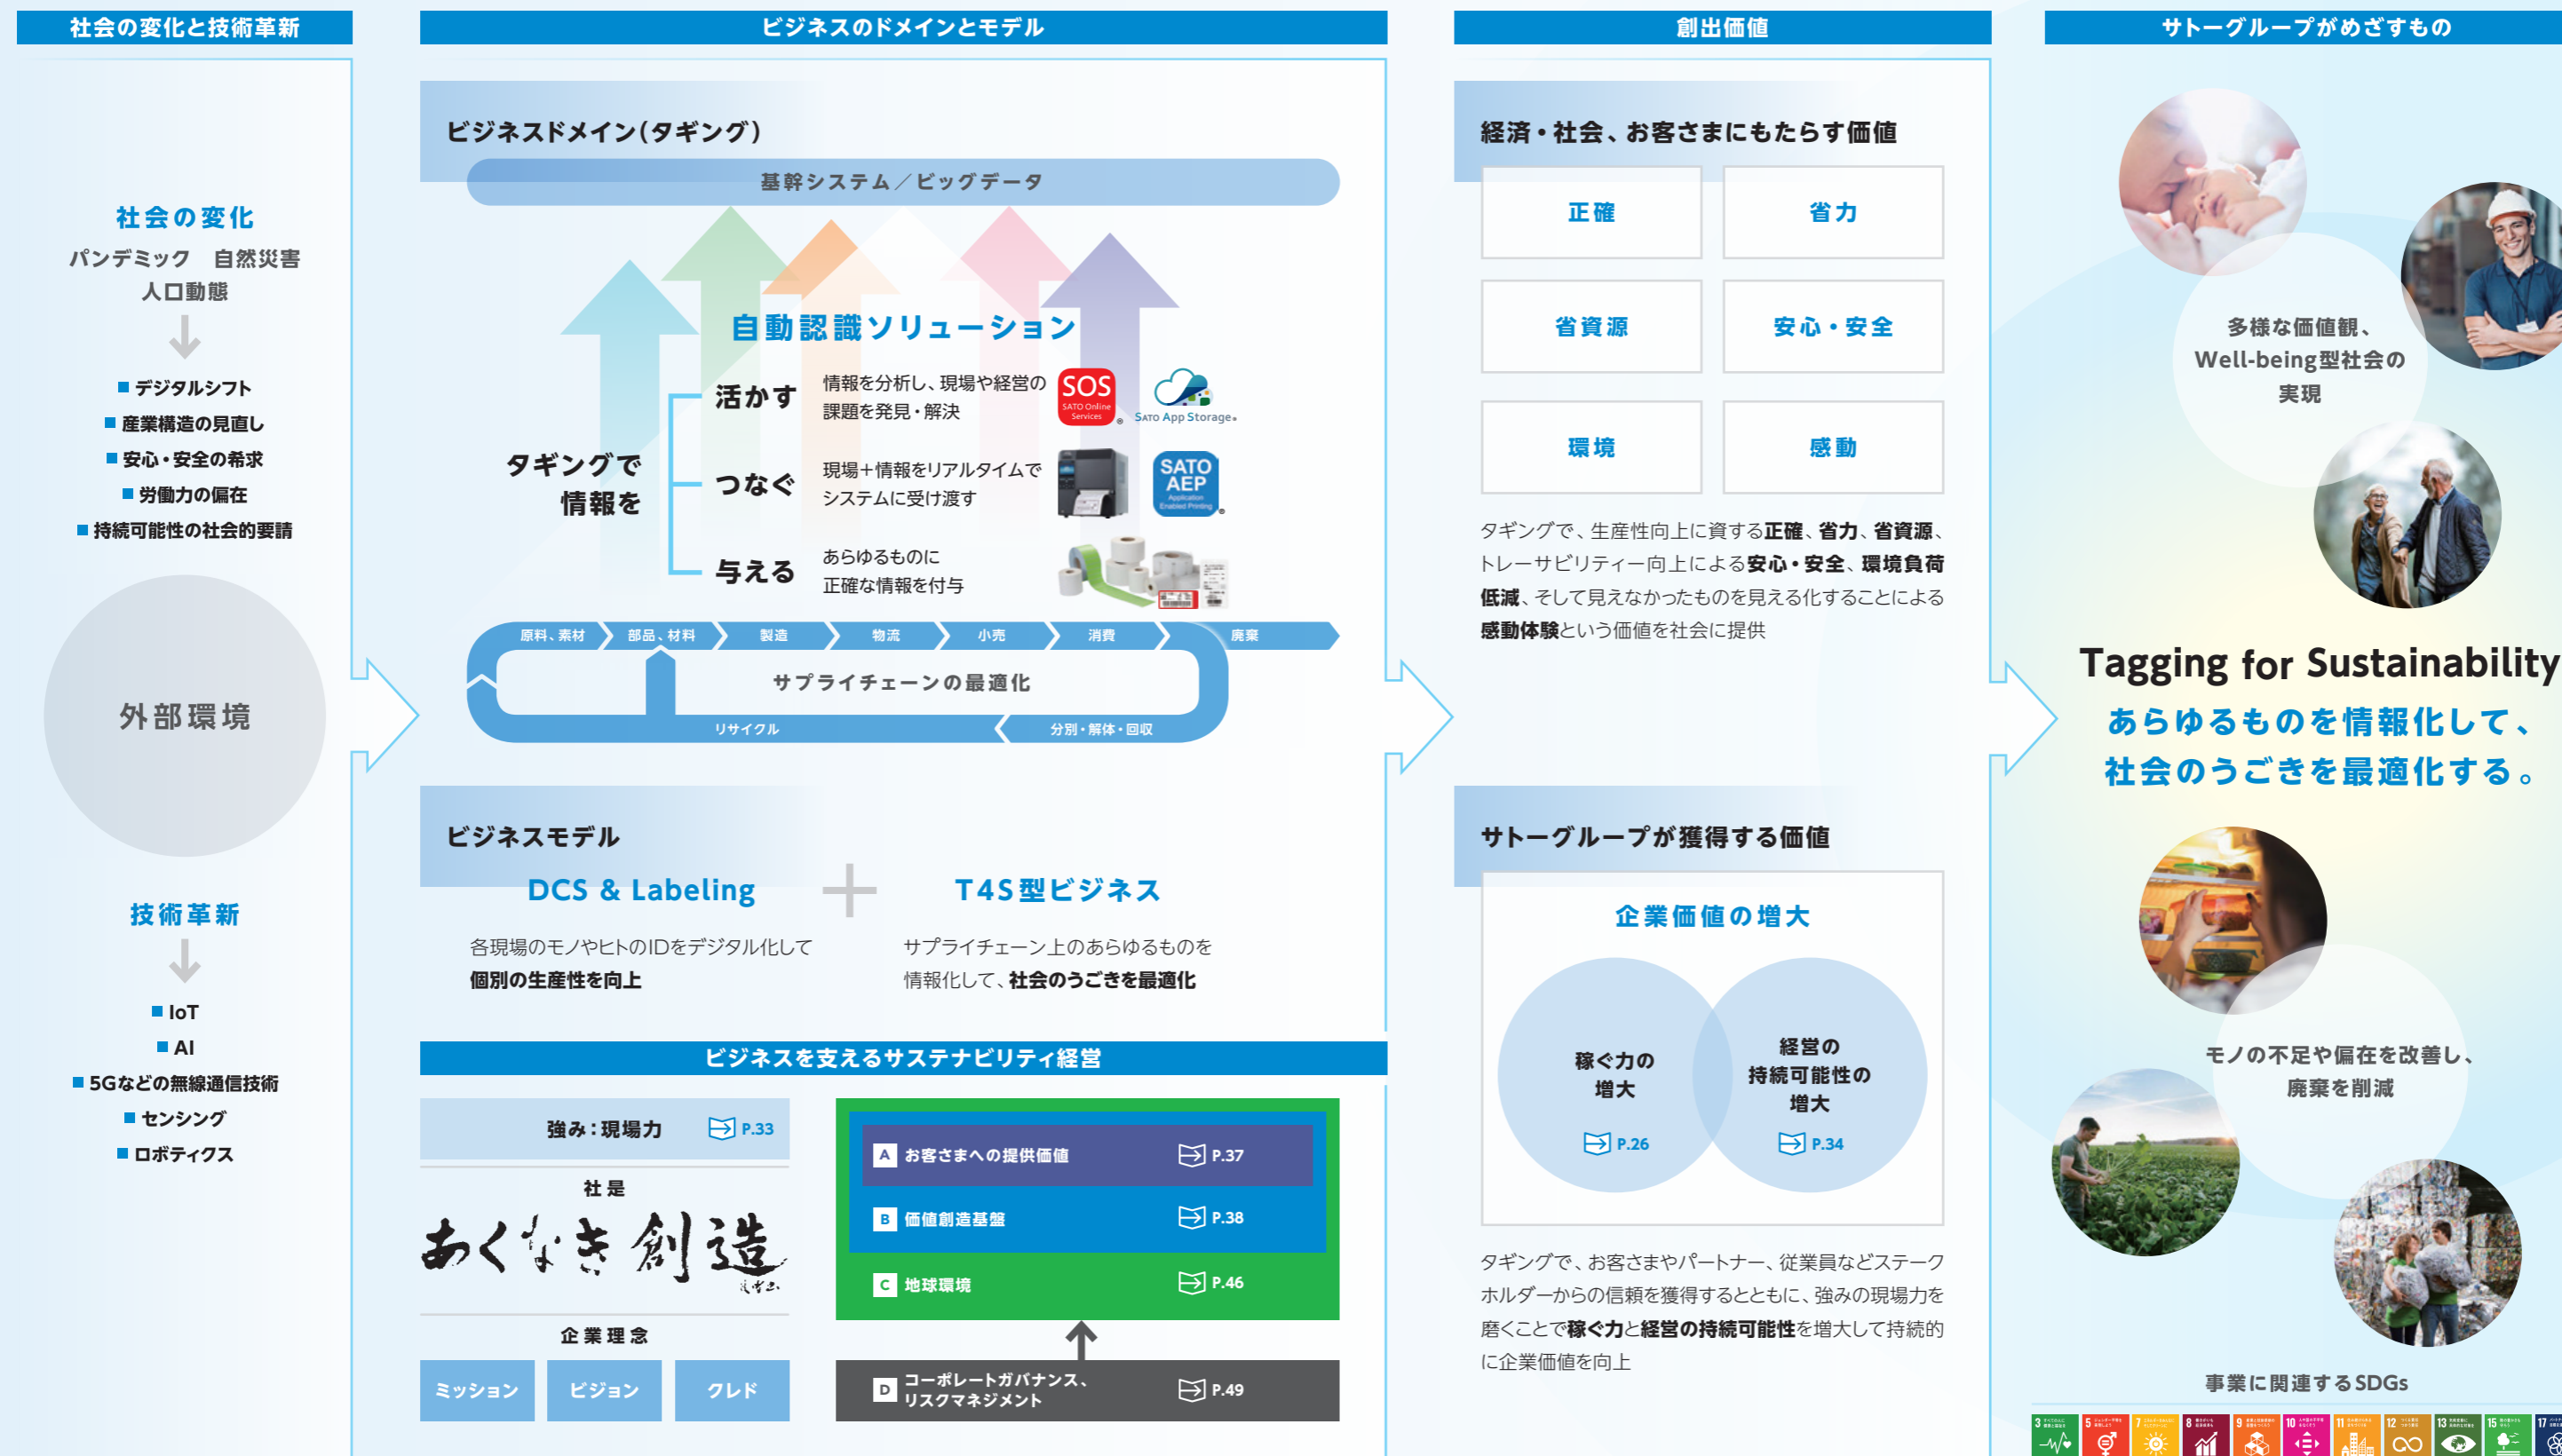 社会の変化と技術革新
社会の変化
パンデミック　自然災害
人口動態
デジタルシフト
産業構造の見直し
安心・安全の希求
労働力の偏在
持続可能性の社会的要請
外部環境
技術革新
IoT
AI
5Gなどの無線通信技術
センシング
ロボティクス
ビジネスのドメインとモデル
ビジネスドメイン（タギング）
基幹システム／ビッグデータ
自動認識ソリューション
タギングで
情報を
活かす
情報を分析し、現場や経営の
課題を発見・解決
SOS
SATO Online
Services
®
SATO App Storage®
つなぐ
現場＋情報をリアルタイムで
システムに受け渡す
SATO
AEP
Application
Enabled Printing
®
与える
あらゆるものに
正確な情報を付与
原料、素材
部品、材料
製造
物流
小売
消費
廃棄
サプライチェーンの最適化
リサイクル
分別・解体・回収
ビジネスモデル
DCS & Labeling
各現場のモノやヒトのIDをデジタル化して
個別の生産性を向上
T4S型ビジネス
サプライチェーン上のあらゆるものを
情報化して、社会のうごきを最適化
ビジネスを支えるサステナビリティ経営
強み：現場力 P.33
社是
あくなき創造
企業理念
ミッション
ビジョン
クレド
A お客さまへの提供価値 P.37
B 価値創造基盤 P.38
C 地球環境 P.46
D コーポレートガバナンス、
リスクマネジメント P.49
創出価値
経済・社会、お客さまにもたらす価値
正確
省力
省資源
安心・安全
環境
感動
タギングで、生産性向上に資する正確、省力、省資源、
トレーサビリティー向上による安心・安全、環境負荷
低減、そして見えなかったものを見える化することによる
感動体験という価値を社会に提供
サトーグループが獲得する価値
企業価値の増大
稼ぐ力の
増大
P.26
経営の
持続可能性の
増大
P.34
タギングで、お客さまやパートナー、従業員などステーク
ホルダーからの信頼を獲得するとともに、強みの現場力を
磨くことで稼ぐ力と経営の持続可能性を増大して持続的
に企業価値を向上
サトーグループがめざすもの
多様な価値観、
Well-being型社会の
実現
Tagging for Sustainability
あらゆるものを情報化して、
社会のうごきを最適化する。
モノの不足や偏在を改善し、
廃棄を削減
事業に関連するSDGs
3
5
7
8
9
10
11
12
13
15
17